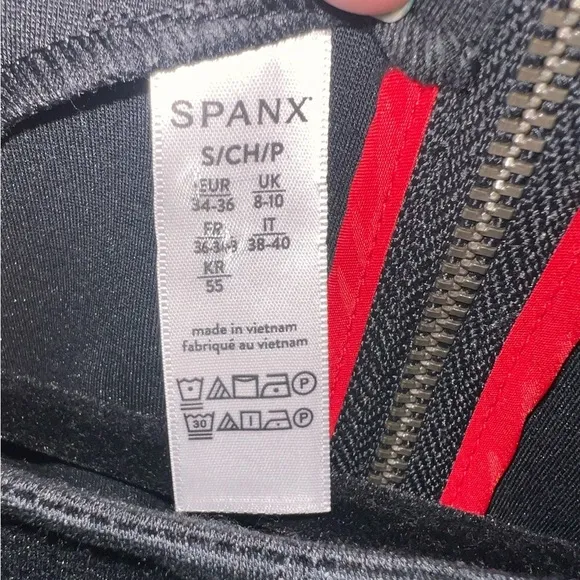 SPANX
S/CH/P
EUR UK
34-36 8-10
FR IT
36-38 38-40
KR
55
made in vietnam
fabriqué au vietnam
P
30 P